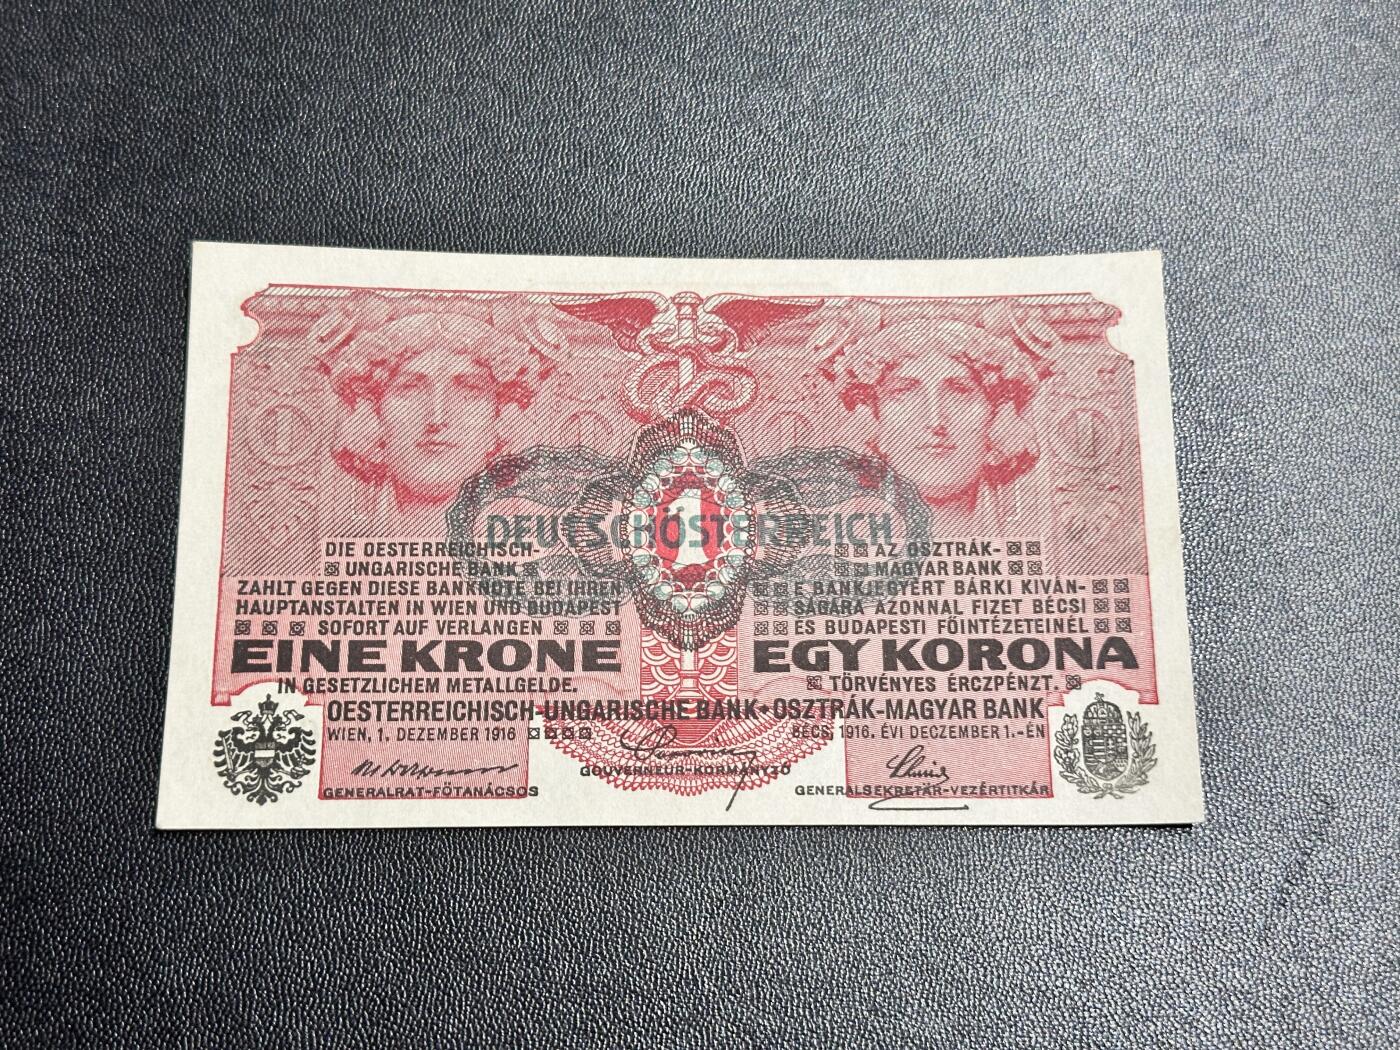 1
DEUTSCHÖSTERREICH
DIE OESTERREICHISCH-
UNGARISCHE BANK
ZAHLT GEGEN DIESE BANKNOTE BEI IHREN
HAUPTANSTALTEN IN WIEN UND BUDAPEST
SOFORT AUF VERLANGEN
EINE KRONE
IN GESETZLICHEM METALLGELDE.
AZ OSZTRÁK-
MAGYAR BANK
E BANKJEGYÉRT BÁRKI KIVÁN-
SÁGÁRA AZONNAL FIZET BÉCSI
ÉS BUDAPESTI FŐINTÉZETEINÉL
EGY KORONA
TÖRVÉNYES ÉRCZPÉNZT.
OESTERREICHISCH-UNGARISCHE BANK • OSZTRÁK-MAGYAR BANK
WIEN, 1. DEZEMBER 1916
BÉCS, 1916. ÉVI DECZEMBER 1.-ÉN
GENERALRAT-FŐTANÁCSOS
GOUVERNEUR-KORMÁNYZÓ
GENERALSEKRETÄR-VEZÉRTITKÁR